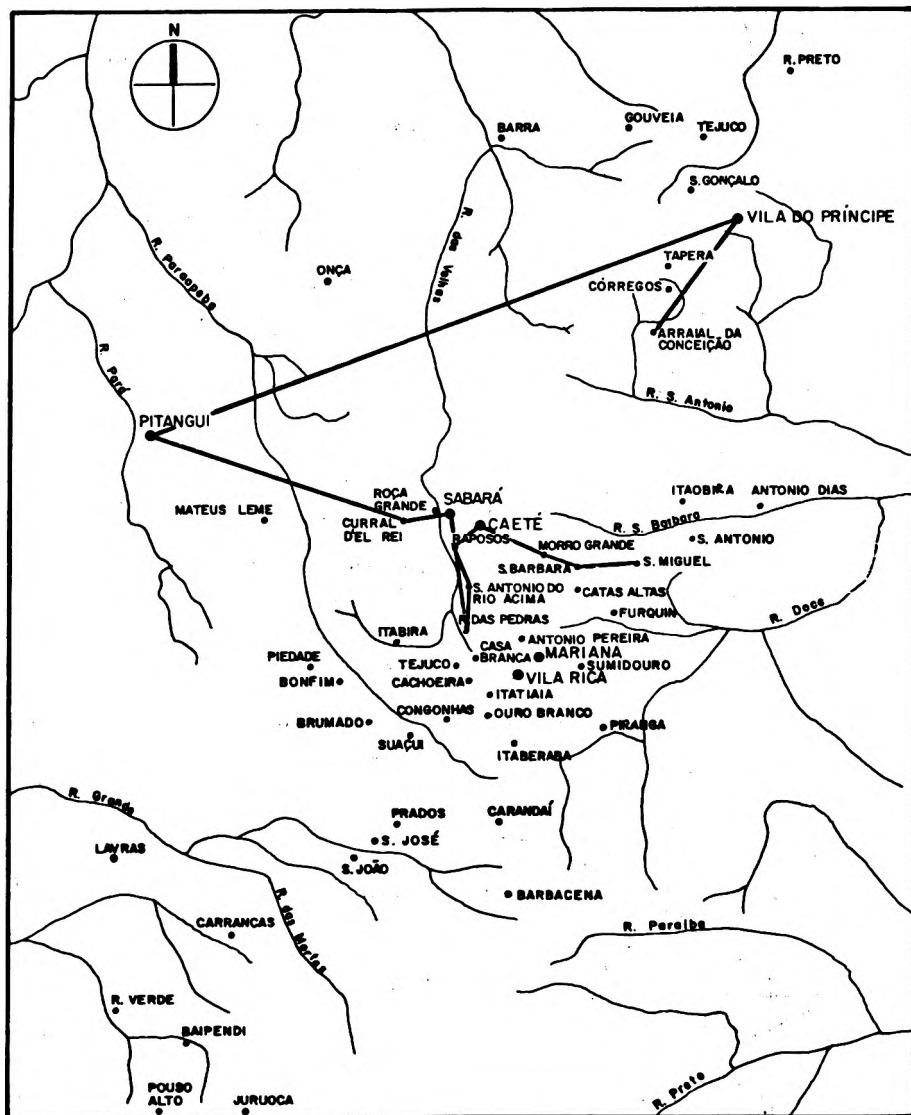 N
R. PRETO
BARRA
GOUVEIA
TEJUCO
S. GONÇALO
VILA DO PRÍNCIPE
R. das Velhas
R. Paraopeba
ONÇA
TAPERA
CÓRREGOS
ARRAIAL DA
CONCEIÇÃO
R. Pará
R. S. Antonio
PITANGUI
ROÇA
GRANDE
SABARÁ
ITAOBIRA
ANTONIO DIAS
MATEUS LEME
CURRAL
D'EL REI
CAETÉ
R. S. Barbara
RAPOSOS
MORRO GRANDE
S. ANTONIO
S. BARBARA
S. MIGUEL
S. ANTONIO DO
RIO ACIMA
CATAS ALTAS
FURQUIN
R. Doce
R. DAS PEDRAS
ITABIRA
ANTONIO PEREIRA
CASA
BRANCA
MARIANA
PIEDADE
TEJUCO
SUMIDOURO
BONFIM
CACHOEIRA
VILA RICA
ITATIAIA
BRUMADO
CONGONHAS
OURO BRANCO
PIRANGA
SUAÇUI
ITABERABA
R. Grande
PRADOS
CARANDAÍ
S. JOSÉ
LAVRAS
S. JOÃO
BARBACENA
R. das Mortes
CARRANCAS
R. Paraiba
R. VERDE
BAIPENDI
POUSO
ALTO
JURUOCA
R. Preto